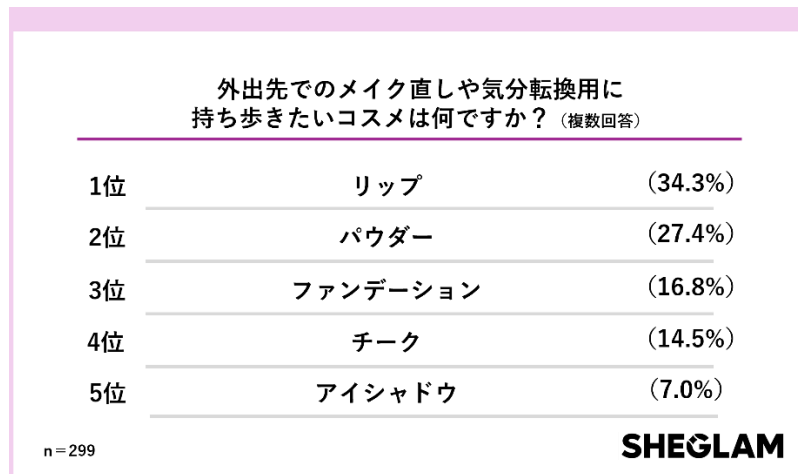 外出先でのメイク直しや気分転換用に
持ち歩きたいコスメは何ですか？（複数回答）
1位 リップ （34.3%）
2位 パウダー （27.4%）
3位 ファンデーション （16.8%）
4位 チーク （14.5%）
5位 アイシャドウ （7.0%）
n＝299
SHEGLAM